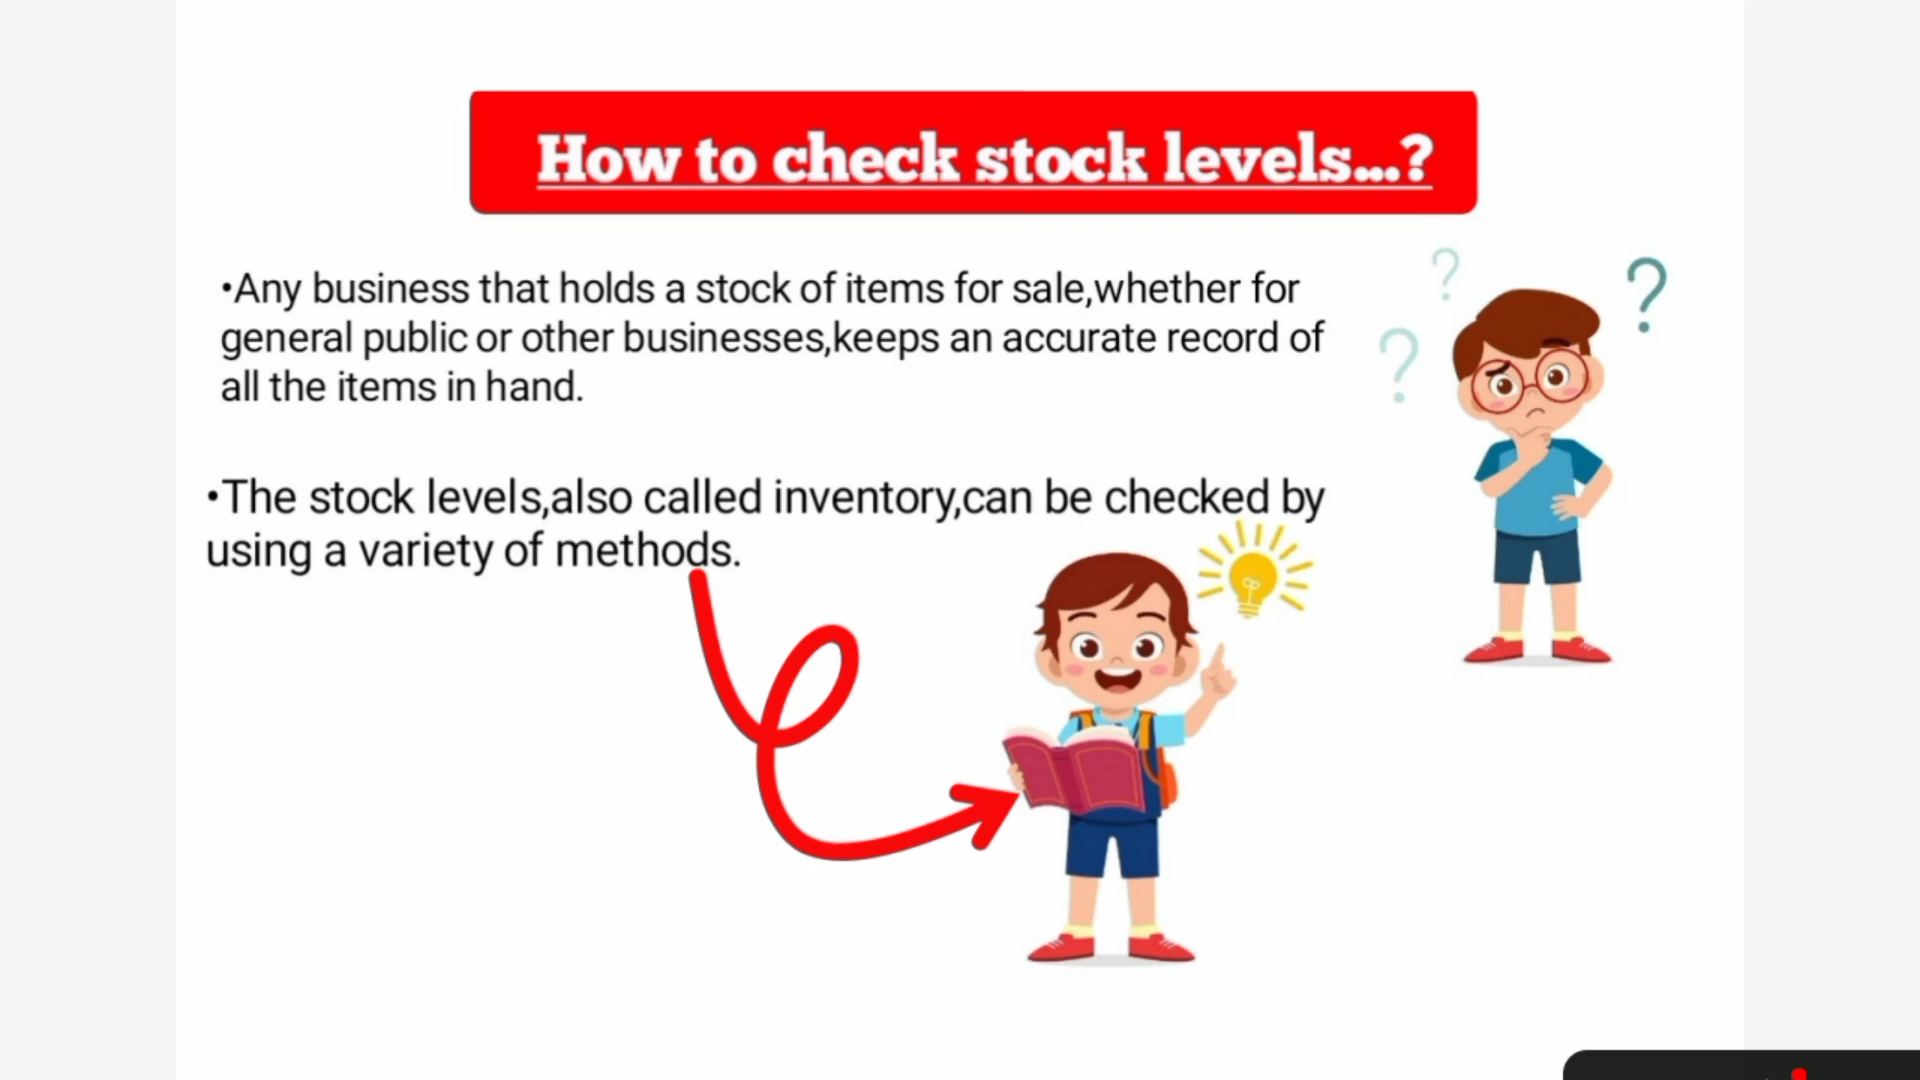 How to check stock levels...?
•Any business that holds a stock of items for sale,whether for
general public or other businesses,keeps an accurate record of
all the items in hand.
•The stock levels,also called inventory,can be checked by
using a variety of methods.